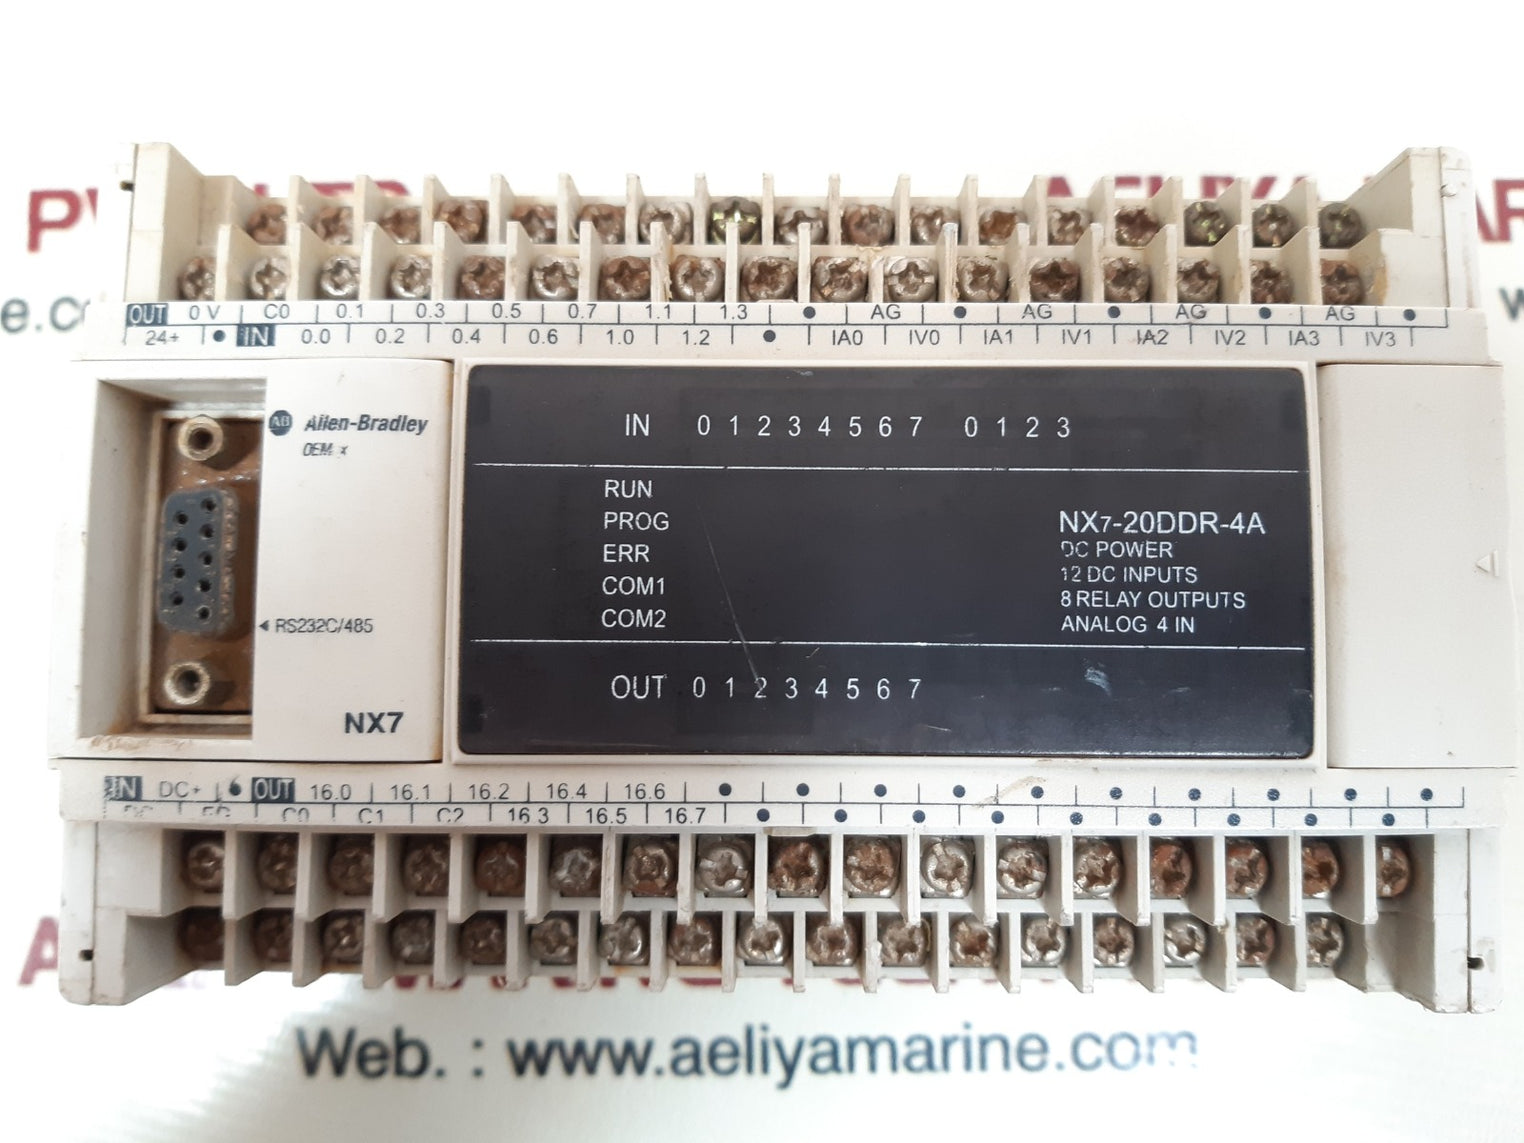 OUT 0 V C0 0.1 0.3 0.5 0.7 1.1 1.3 ● AG ● AG ● AG ● AG ●
24+ ● IN 0.0 0.2 0.4 0.6 1.0 1.2 ● IA0 IV0 IA1 IV1 IA2 IV2 IA3 IV3
AB Allen-Bradley
OEM x
◄ RS232C/485
NX7
IN 0 1 2 3 4 5 6 7 0 1 2 3
RUN
PROG
ERR
COM1
COM2
NX7-20DDR-4A
DC POWER
12 DC INPUTS
8 RELAY OUTPUTS
ANALOG 4 IN
OUT 0 1 2 3 4 5 6 7
IN DC+ ● OUT 16.0 16.1 16.2 16.4 16.6 ● ● ● ● ● ● ● ● ● ●
C0 C1 C2 16.3 16.5 16.7 ● ● ● ● ● ● ● ● ●
Web. : www.aeliyamarine.com